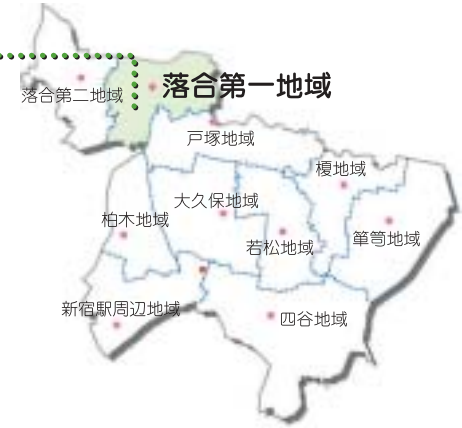 落合第一地域
落合第二地域
戸塚地域
榎地域
大久保地域
柏木地域
若松地域
箪笥地域
新宿駅周辺地域
四谷地域